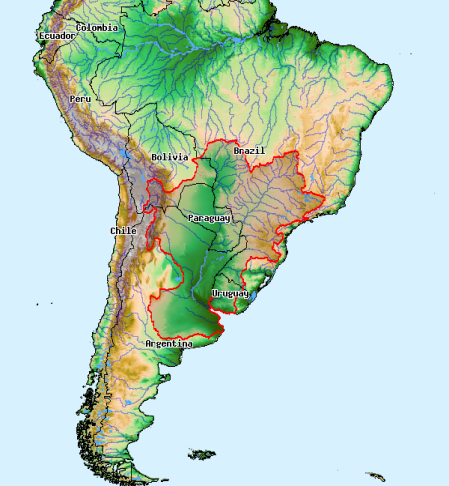 Colombia
Ecuador
Peru
Brazil
Bolivia
Paraguay
Chile
Uruguay
Argentina